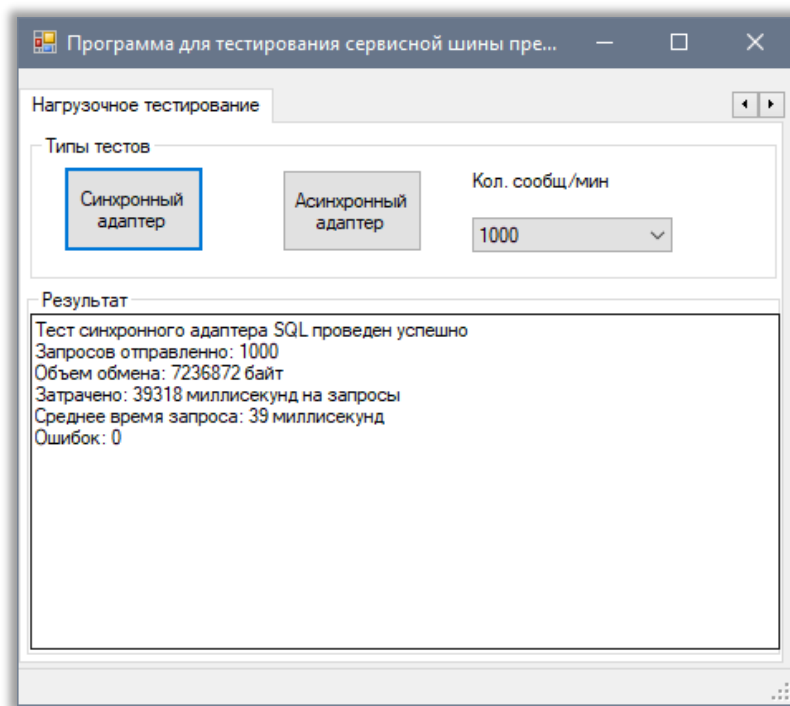 Программа для тестирования сервисной шины пре...
Нагрузочное тестирование
Типы тестов
Синхронный
адаптер
Асинхронный
адаптер
Кол. сообщ/мин
1000
Результат
Тест синхронного адаптера SQL проведен успешно
Запросов отправленно: 1000
Объем обмена: 7236872 байт
Затрачено: 39318 миллисекунд на запросы
Среднее время запроса: 39 миллисекунд
Ошибок: 0